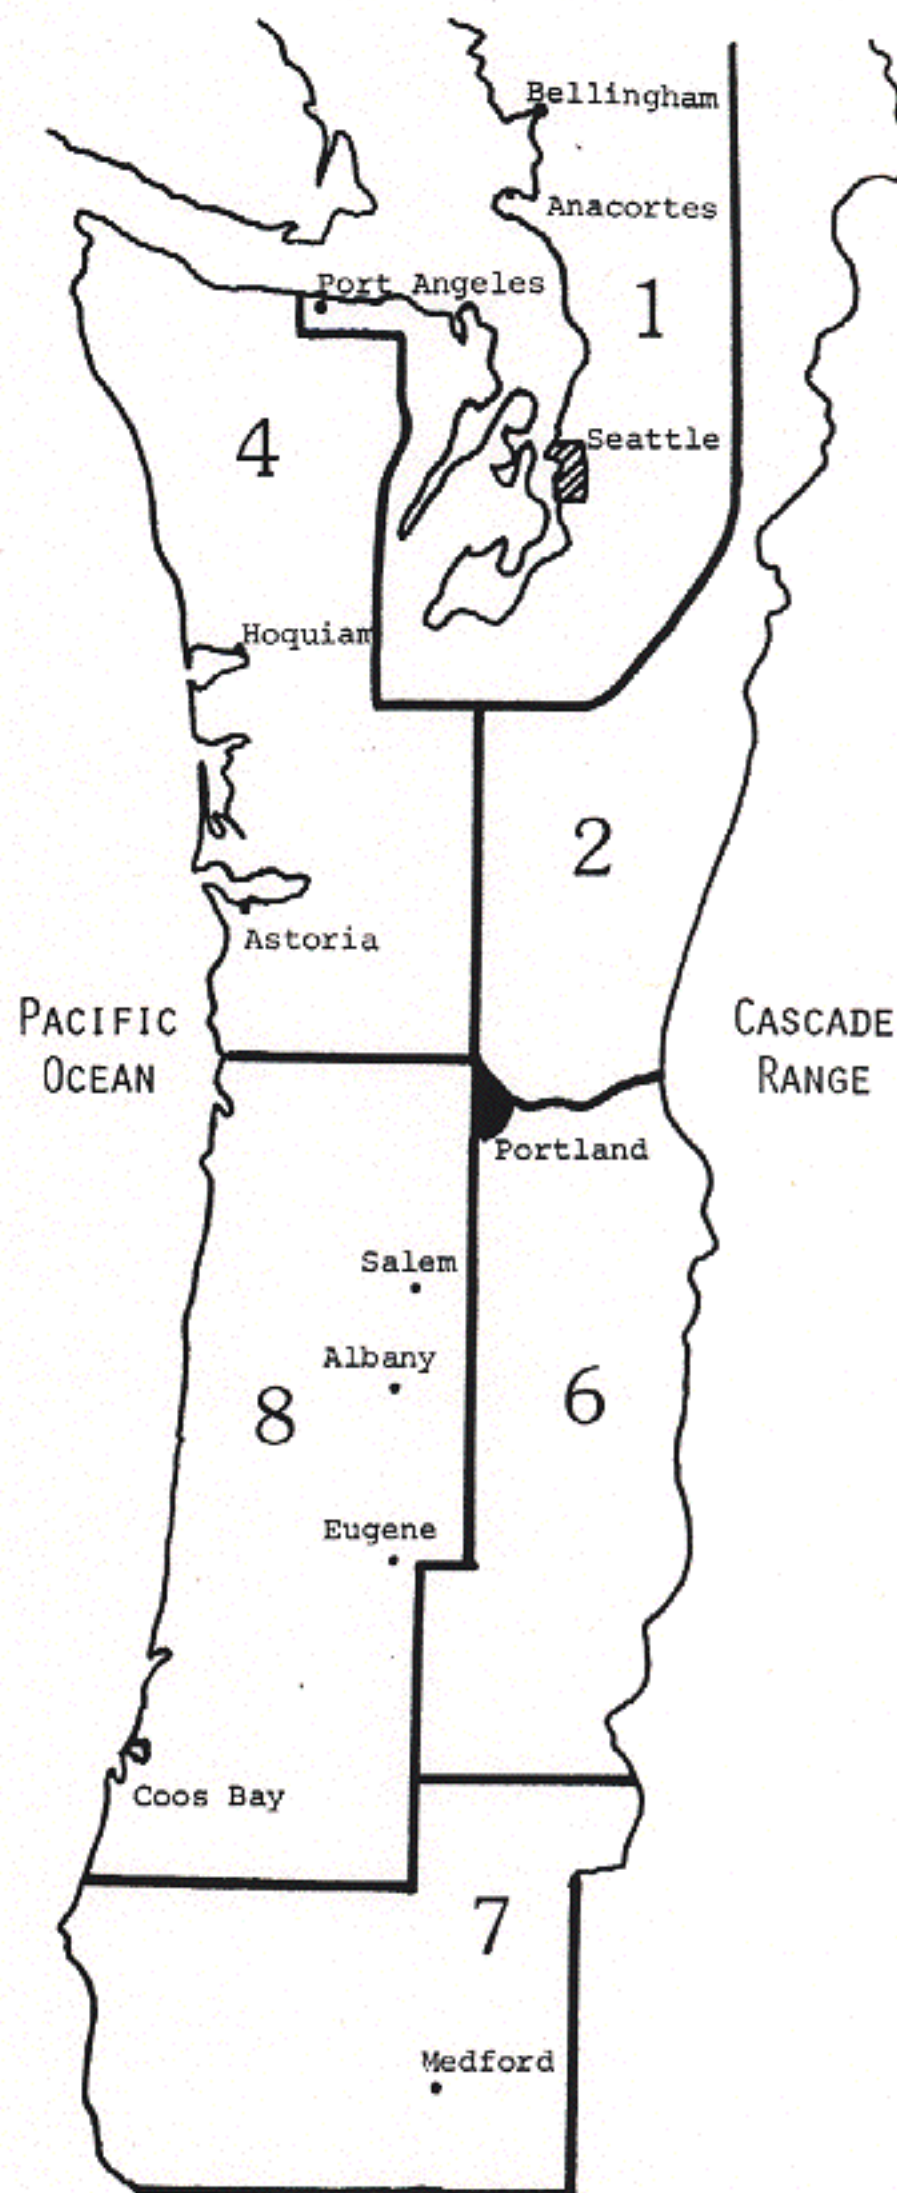 Bellingham
Anacortes
Port Angeles
1
4
Seattle
Hoquiam
2
Astoria
PACIFIC
OCEAN
CASCADE
RANGE
Portland
Salem
Albany
8
6
Eugene
Coos Bay
7
Medford